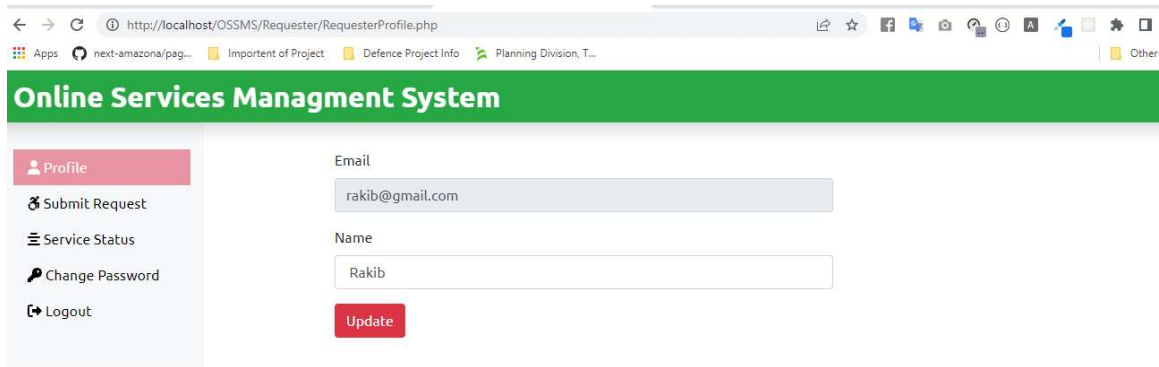 http://localhost/OSSMS/Requester/RequesterProfile.php
Apps next-amazona/pag... Importent of Project Defence Project Info Planning Division, T... Other
Online Services Managment System
Profile
Submit Request
Service Status
Change Password
Logout
Email
rakib@gmail.com
Name
Rakib
Update